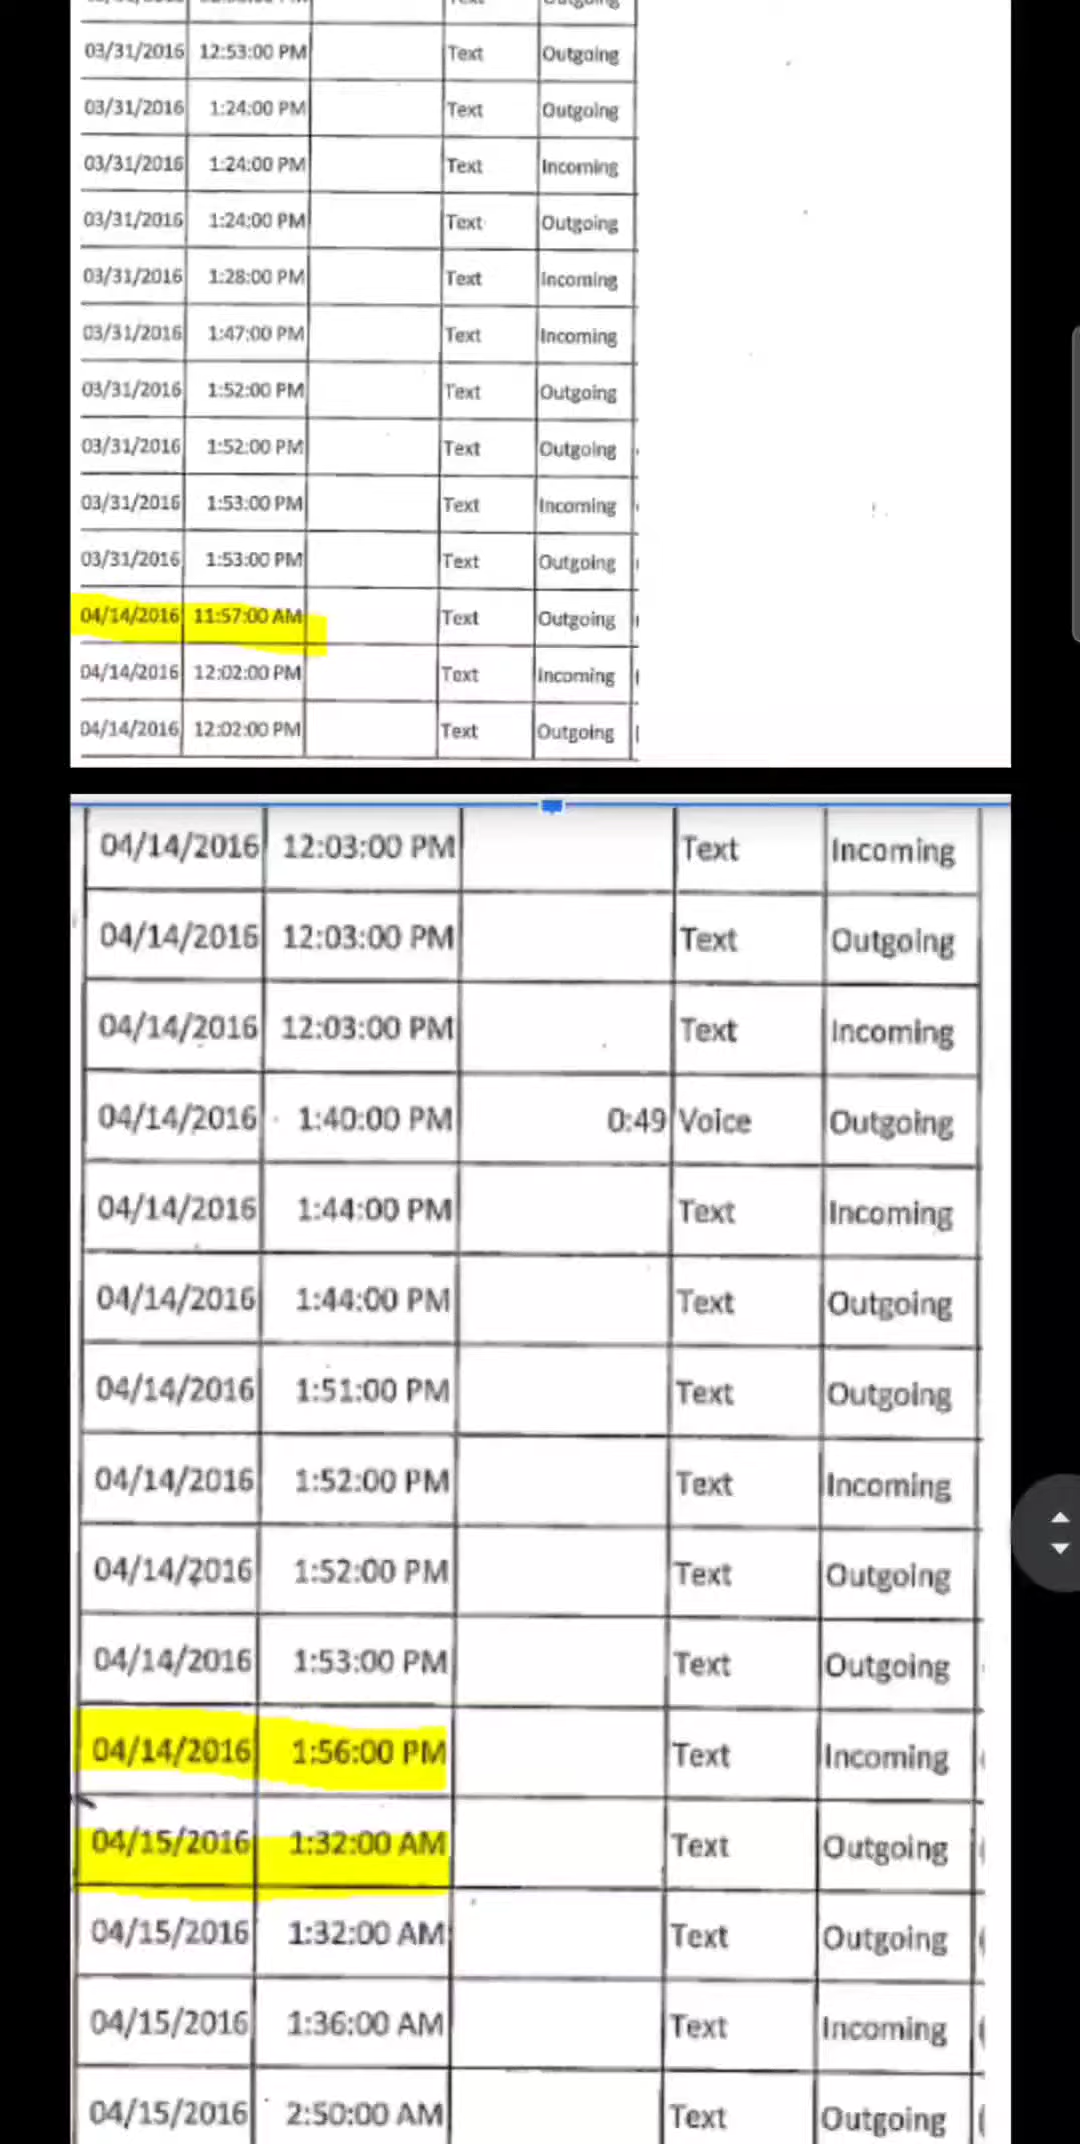 03/31/2016 12:53:00 PM Text Outgoing
03/31/2016 1:24:00 PM Text Outgoing
03/31/2016 1:24:00 PM Text Incoming
03/31/2016 1:24:00 PM Text Outgoing
03/31/2016 1:28:00 PM Text Incoming
03/31/2016 1:47:00 PM Text Incoming
03/31/2016 1:52:00 PM Text Outgoing
03/31/2016 1:52:00 PM Text Outgoing
03/31/2016 1:53:00 PM Text Incoming
03/31/2016 1:53:00 PM Text Outgoing
04/14/2016 11:57:00 AM Text Outgoing
04/14/2016 12:02:00 PM Text Incoming
04/14/2016 12:02:00 PM Text Outgoing
04/14/2016 12:03:00 PM Text Incoming
04/14/2016 12:03:00 PM Text Outgoing
04/14/2016 12:03:00 PM Text Incoming
04/14/2016 1:40:00 PM 0:49 Voice Outgoing
04/14/2016 1:44:00 PM Text Incoming
04/14/2016 1:44:00 PM Text Outgoing
04/14/2016 1:51:00 PM Text Outgoing
04/14/2016 1:52:00 PM Text Incoming
04/14/2016 1:52:00 PM Text Outgoing
04/14/2016 1:53:00 PM Text Outgoing
04/14/2016 1:56:00 PM Text Incoming
04/15/2016 1:32:00 AM Text Outgoing
04/15/2016 1:32:00 AM Text Outgoing
04/15/2016 1:36:00 AM Text Incoming
04/15/2016 2:50:00 AM Text Outgoing